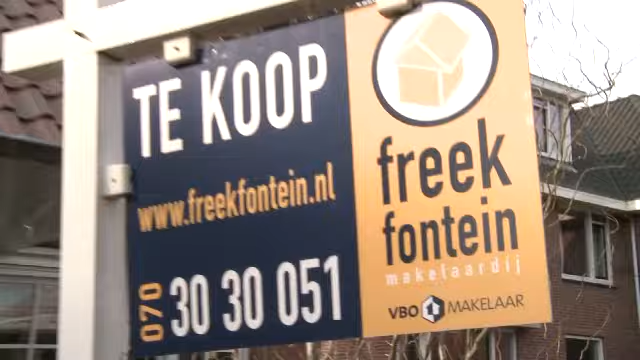 TE KOOP
www.freekfontein.nl
070 30 30 051
freek
fontein
makelaardij
VBO MAKELAAR